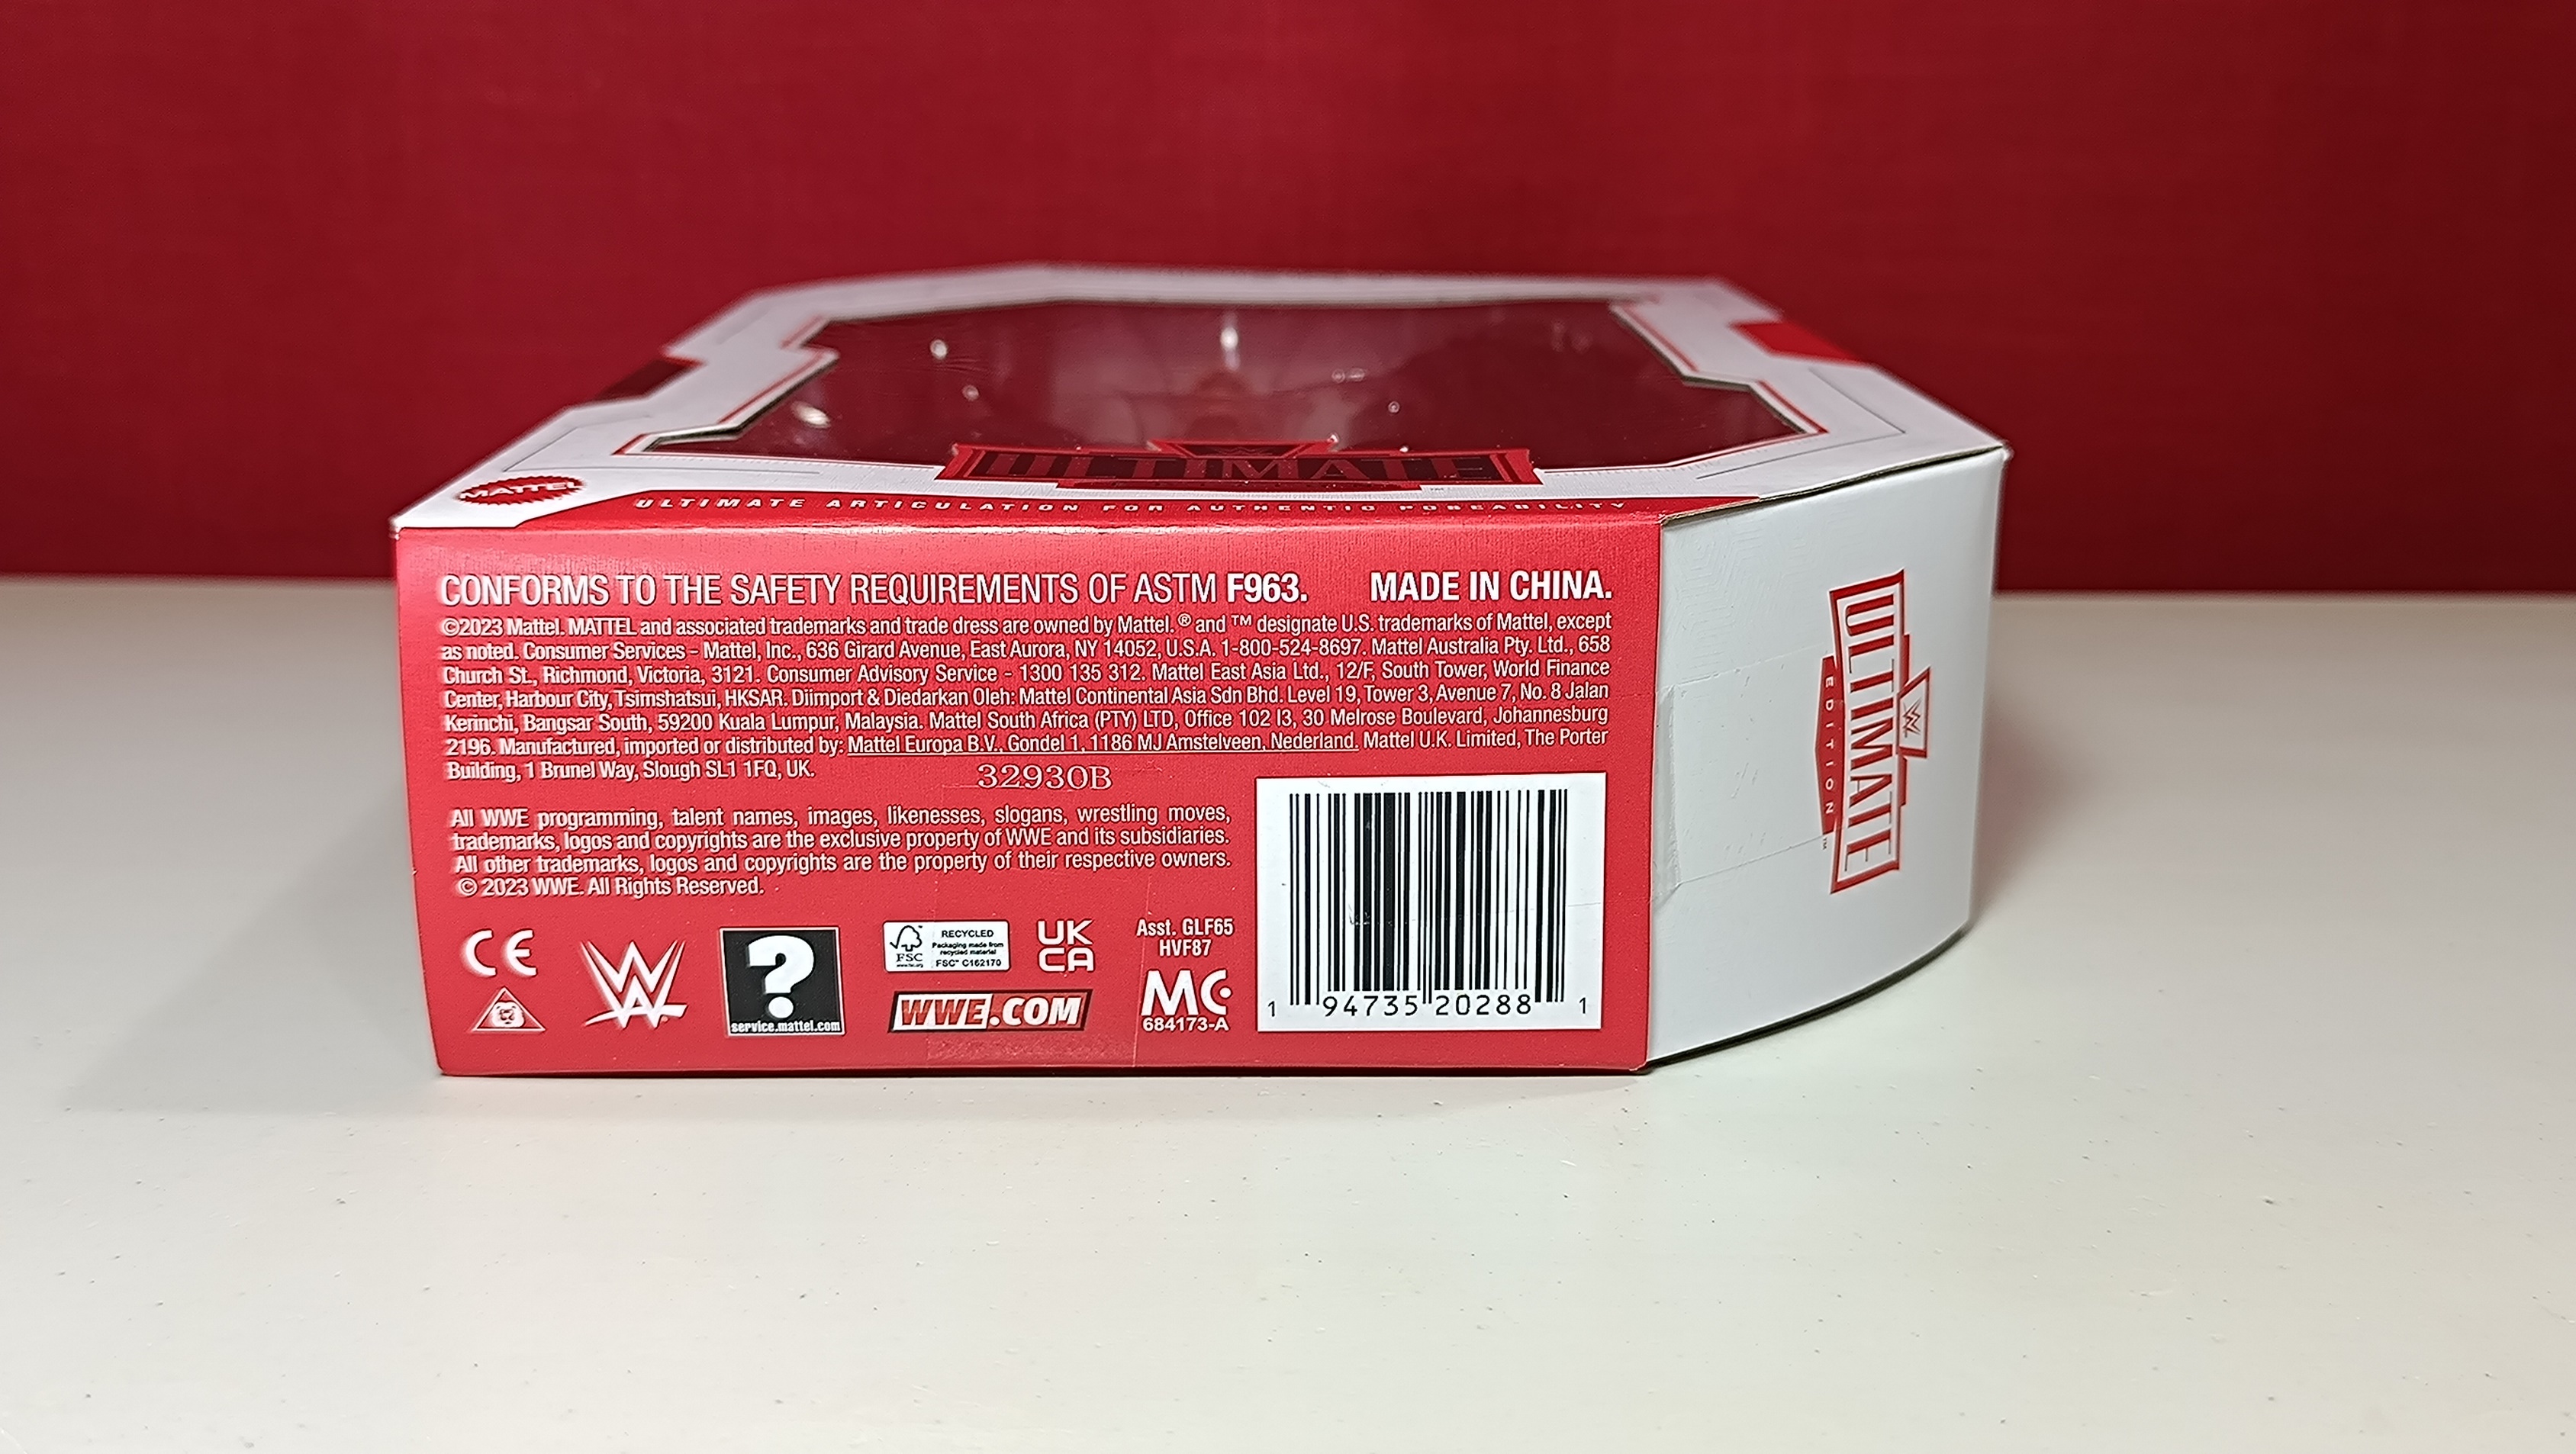 MATTEL
ULTIMATE
ULTIMATE ARTICULATION FOR AUTHENTIC POSEABILITY
CONFORMS TO THE SAFETY REQUIREMENTS OF ASTM F963. MADE IN CHINA.
©2023 Mattel. MATTEL and associated trademarks and trade dress are owned by Mattel. ® and ™ designate U.S. trademarks of Mattel, except
as noted. Consumer Services - Mattel, Inc., 636 Girard Avenue, East Aurora, NY 14052, U.S.A. 1-800-524-8697. Mattel Australia Pty. Ltd., 658
Church St., Richmond, Victoria, 3121. Consumer Advisory Service - 1300 135 312. Mattel East Asia Ltd., 12/F, South Tower, World Finance
Center, Harbour City, Tsimshatsui, HKSAR. Diimport & Diedarkan Oleh: Mattel Continental Asia Sdn Bhd. Level 19, Tower 3, Avenue 7, No. 8 Jalan
Kerinchi, Bangsar South, 59200 Kuala Lumpur, Malaysia. Mattel South Africa (PTY) LTD, Office 102 I3, 30 Melrose Boulevard, Johannesburg
2196. Manufactured, imported or distributed by: Mattel Europa B.V., Gondel 1, 1186 MJ Amstelveen, Nederland. Mattel U.K. Limited, The Porter
Building, 1 Brunel Way, Slough SL1 1FQ, UK.
32930B
All WWE programming, talent names, images, likenesses, slogans, wrestling moves,
trademarks, logos and copyrights are the exclusive property of WWE and its subsidiaries.
All other trademarks, logos and copyrights are the property of their respective owners.
© 2023 WWE. All Rights Reserved.
CE
W
?
service.mattel.com
FSC
www.fsc.org
RECYCLED
Packaging made from
recycled material
FSC™ C162170
WWE.COM
UK
CA
Asst. GLF65
HVF87
MC
684173-A
1 94735 20288 1
ULTIMATE
EDITION™